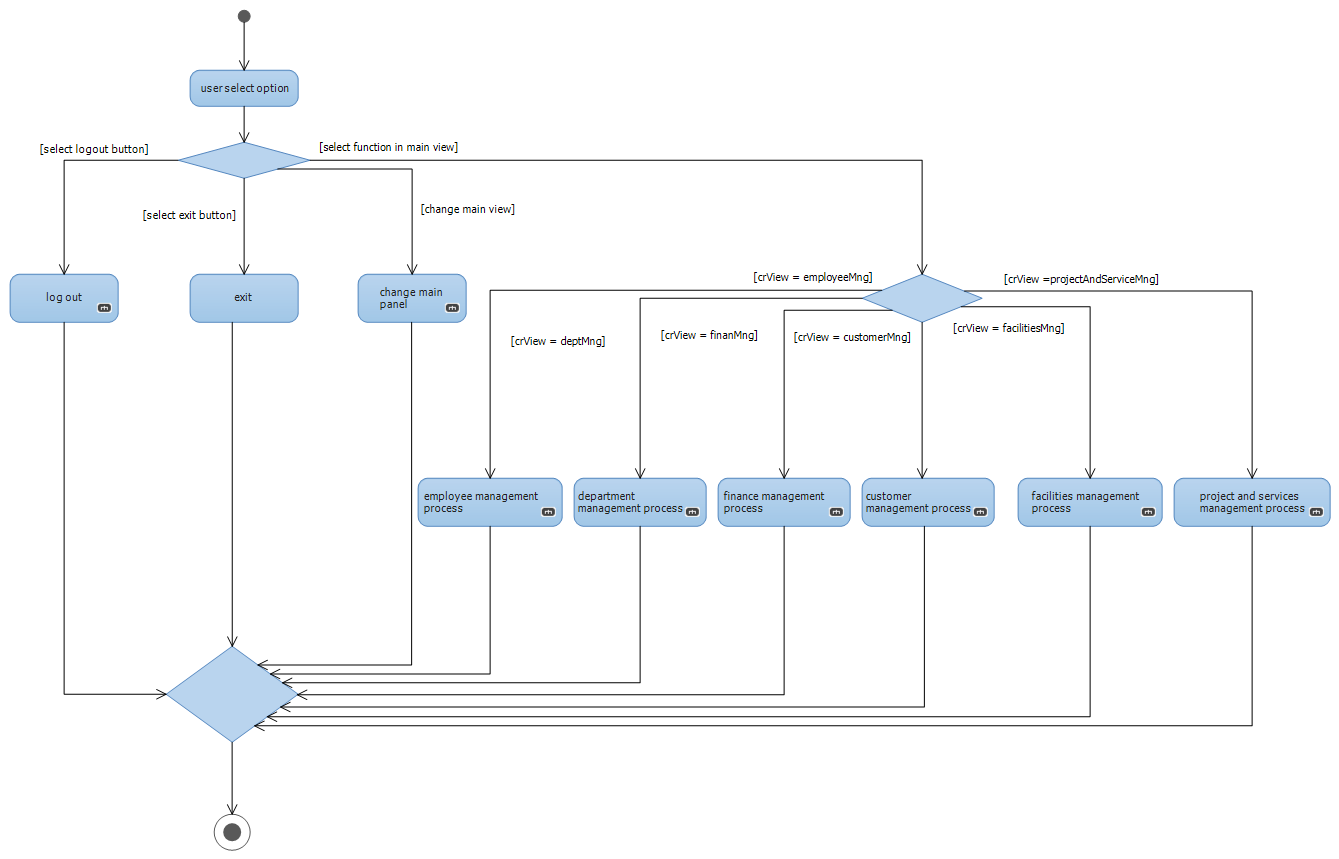 user select option
[select logout button]
[select function in main view]
[select exit button]
[change main view]
log out
exit
change main
panel
[crView = employeeMng]
[crView =projectAndServiceMng]
[crView = deptMng]
[crView = finanMng]
[crView = customerMng]
[crView = facilitiesMng]
employee management
process
department
management process
finance management
process
customer
management process
facilities management
process
project and services
management process